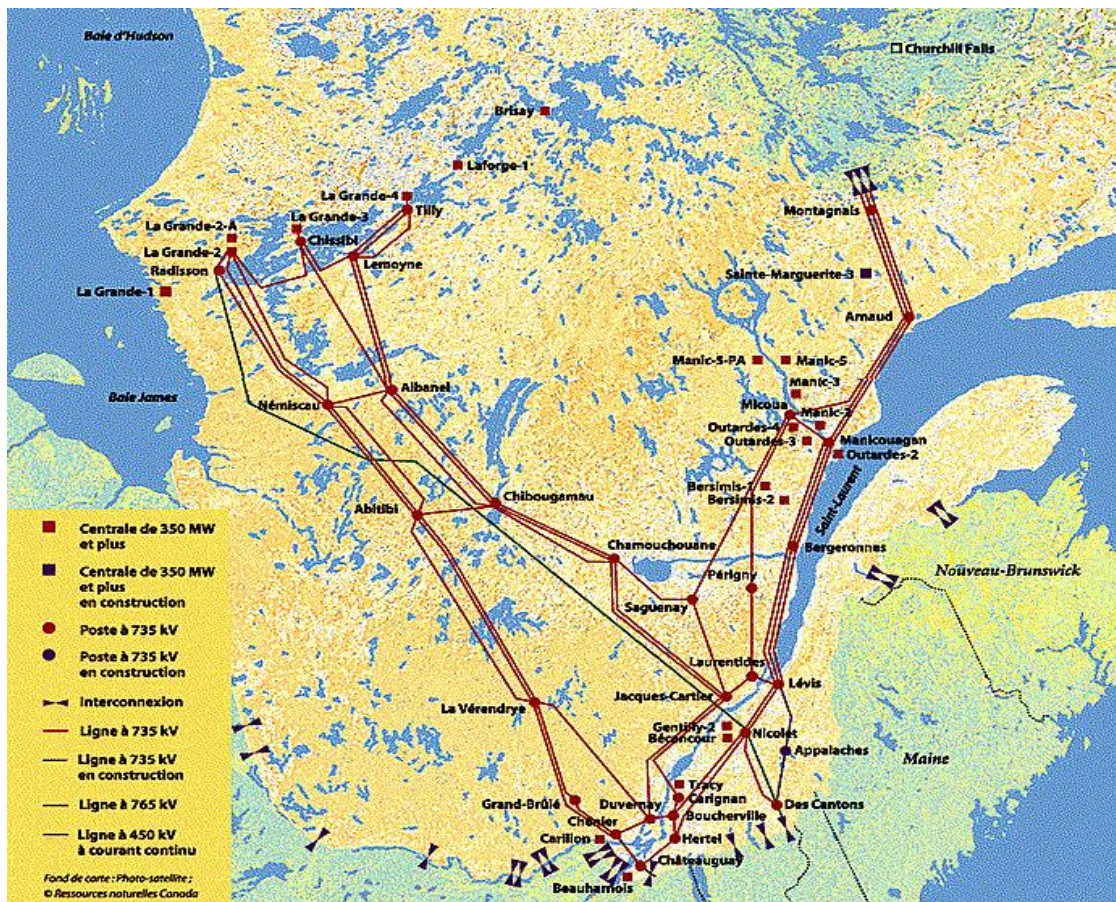 Baie d'Hudson
Churchill Falls
Brisay
Laforge-1
La Grande-4
Tilly
La Grande-3
Chissibi
La Grande-2-A
La Grande-2
Lemoyne
Radisson
La Grande-1
Montagnais
Sainte-Marguerite-3
Arnaud
Manic-5-PA
Manic-5
Manic-3
Albanel
Baie James
Némiscau
Micoua
Manic-2
Outardes-4
Outardes-3
Manicouagan
Outardes-2
Bersimis-1
Bersimis-2
Chibougamau
Abitibi
Saint-Laurent
Chamouchouane
Bergeronnes
Périgny
Nouveau-Brunswick
Saguenay
Laurentides
Lévis
Jacques-Cartier
La Vérendrye
Gentilly-2
Nicolet
Bécancour
Appalaches
Maine
Tracy
Grand-Brûlé
Duvernay
Carignan
Des Cantons
Boucherville
Chénier
Carillon
Hertel
Châteauguay
Beauharnois
Centrale de 350 MW
et plus
Centrale de 350 MW
et plus
en construction
Poste à 735 kV
Poste à 735 kV
en construction
Interconnexion
Ligne à 735 kV
Ligne à 735 kV
en construction
Ligne à 765 kV
Ligne à 450 kV
à courant continu
Fond de carte : Photo-satellite ;
© Ressources naturelles Canada